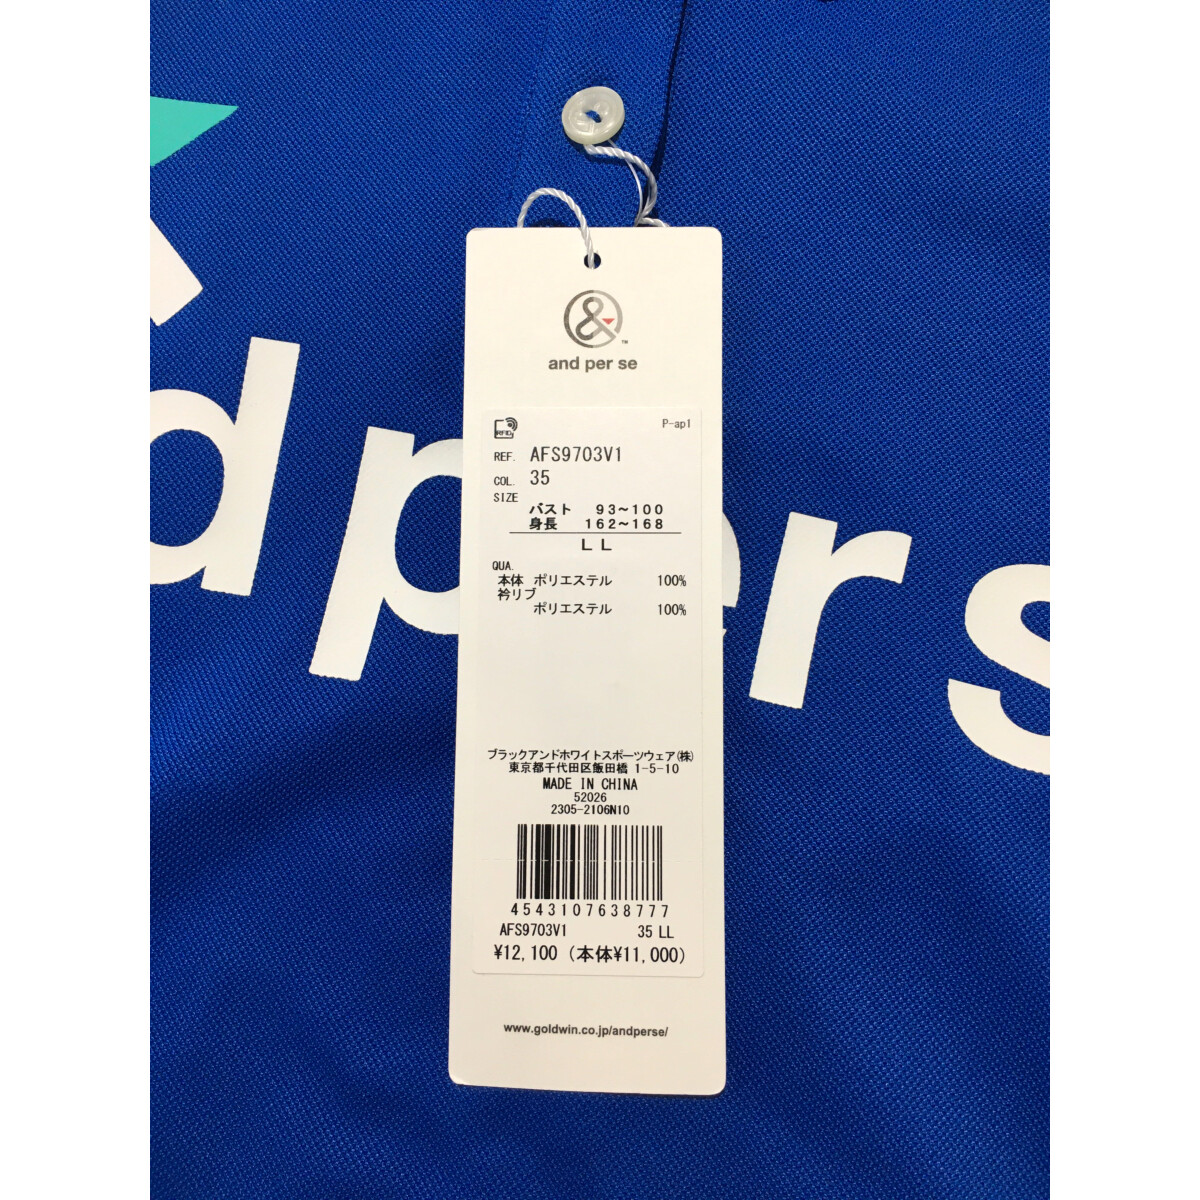 &
TM
and per se
RFID
P-ap1
REF. AFS9703V1
COL. 35
SIZE
バスト 93~100
身長 162~168
LL
QUA.
本体 ポリエステル 100%
衿リブ
ポリエステル 100%
ブラックアンドホワイトスポーツウェア(株)
東京都千代田区飯田橋 1-5-10
MADE IN CHINA
52026
2305-2106N10
4543107638777
AFS9703V1 35 LL
¥12,100 (本体¥11,000)
www.goldwin.co.jp/andperse/
d pers